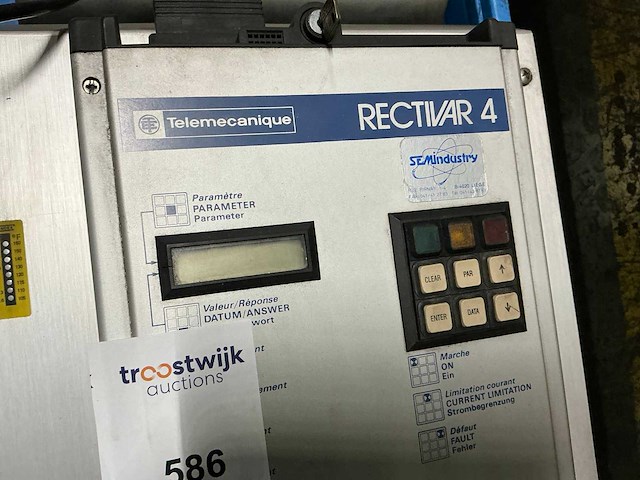 Telemecanique
RECTIVAR 4
SEMindustry
Paramètre
PARAMETER
Parameter
CLEAR
PAR
ENTER
DATA
Valeur/Réponse
DATUM/ANSWER
wort
Marche
ON
Ein
Limitation courant
CURRENT LIMITATION
Strombegrenzung
Défaut
FAULT
Fehler
troostwijk
auctions
586